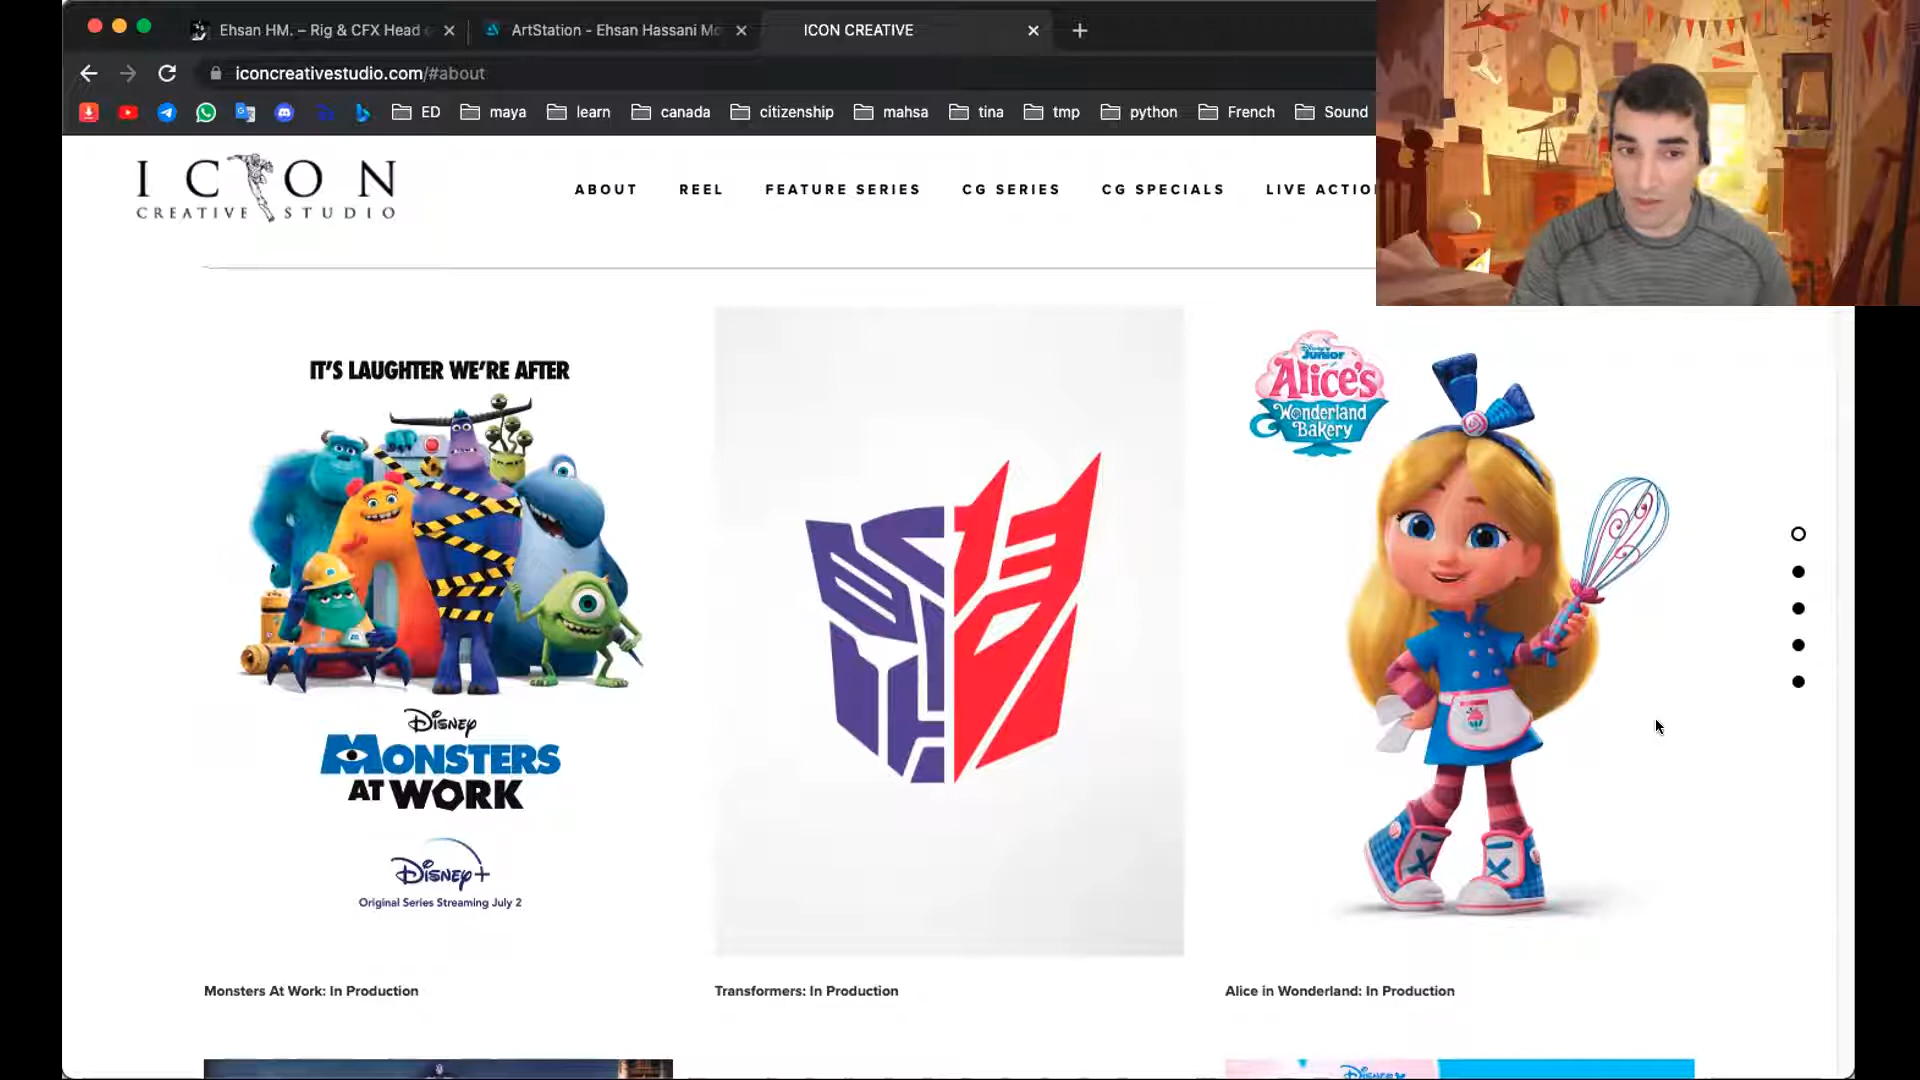 Ehsan HM. – Rig & CFX Head
ArtStation - Ehsan Hassani Mo
ICON CREATIVE
iconcreativestudio.com/#about
ED
maya
learn
canada
citizenship
mahsa
tina
tmp
python
French
Sound
ICON
CREATIVE STUDIO
ABOUT
REEL
FEATURE SERIES
CG SERIES
CG SPECIALS
LIVE ACTIO
IT'S LAUGHTER WE'RE AFTER
DISNEY
MONSTERS
AT WORK
DISNEY+
Original Series Streaming July 2
Disney
Junior
Alice's
Wonderland
Bakery
Monsters At Work: In Production
Transformers: In Production
Alice in Wonderland: In Production
Disney